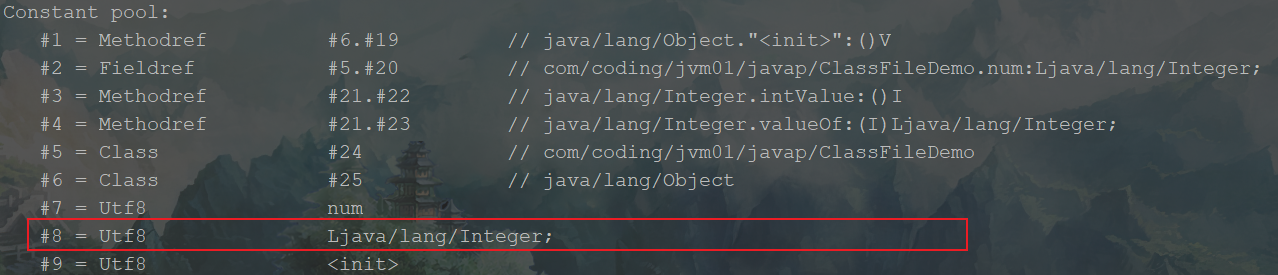 Constant pool:
#1 = Methodref #6.#19 // java/lang/Object."<init>":()V
#2 = Fieldref #5.#20 // com/coding/jvm01/javap/ClassFileDemo.num:Ljava/lang/Integer;
#3 = Methodref #21.#22 // java/lang/Integer.intValue:()I
#4 = Methodref #21.#23 // java/lang/Integer.valueOf:(I)Ljava/lang/Integer;
#5 = Class #24 // com/coding/jvm01/javap/ClassFileDemo
#6 = Class #25 // java/lang/Object
#7 = Utf8 num
#8 = Utf8 Ljava/lang/Integer;
#9 = Utf8 <init>